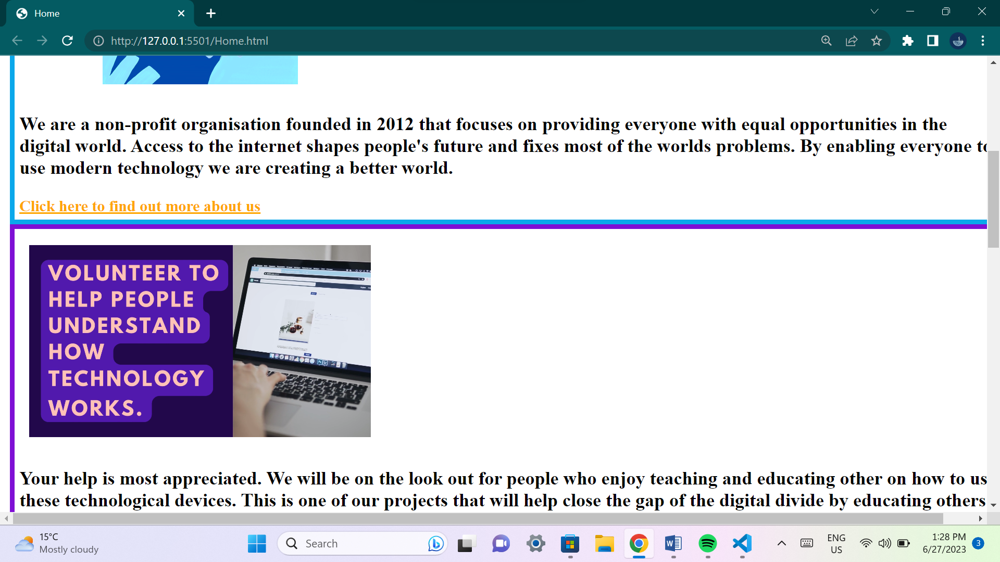 Home
http://127.0.0.1:5501/Home.html
We are a non-profit organisation founded in 2012 that focuses on providing everyone with equal opportunities in the
digital world. Access to the internet shapes people's future and fixes most of the worlds problems. By enabling everyone to
use modern technology we are creating a better world.
Click here to find out more about us
VOLUNTEER TO
HELP PEOPLE
UNDERSTAND
HOW
TECHNOLOGY
WORKS.
Your help is most appreciated. We will be on the look out for people who enjoy teaching and educating other on how to us
these technological devices. This is one of our projects that will help close the gap of the digital divide by educating others
15°C
Mostly cloudy
Search
ENG
US
1:28 PM
6/27/2023
3